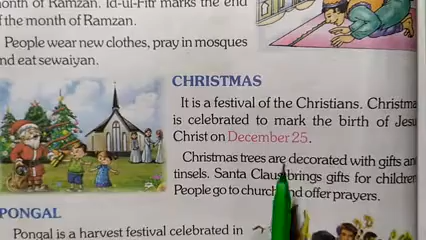 month of Ramzan. Id-ul-Fitr marks the end
of the month of Ramzan.
People wear new clothes, pray in mosques
and eat sewaiyan.
CHRISTMAS
It is a festival of the Christians. Christma
is celebrated to mark the birth of Jesu
Christ on December 25.
Christmas trees are decorated with gifts an
tinsels. Santa Claus brings gifts for children
People go to church and offer prayers.
PONGAL
Pongal is a harvest festival celebrated in